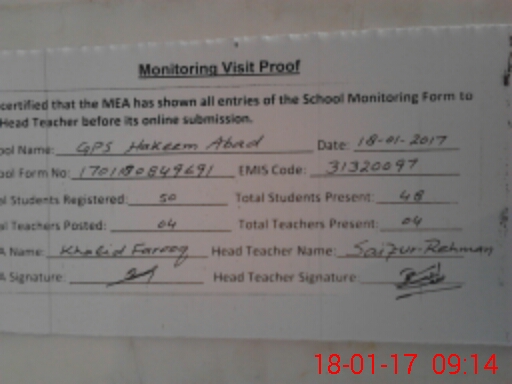 Monitoring Visit Proof
certified that the MEA has shown all entries of the School Monitoring Form to
Head Teacher before its online submission.
ool Name: GPS Hakeem Abad Date: 18-01-2017
ol Form No: 1701180849691 EMIS Code: 31320097
al Students Registered: 50 Total Students Present: 48
al Teachers Posted: 04 Total Teachers Present: 04
A Name: Khalid Farooq Head Teacher Name: Saifur-Rehman
A Signature: Head Teacher Signature:
18-01-17 09:14